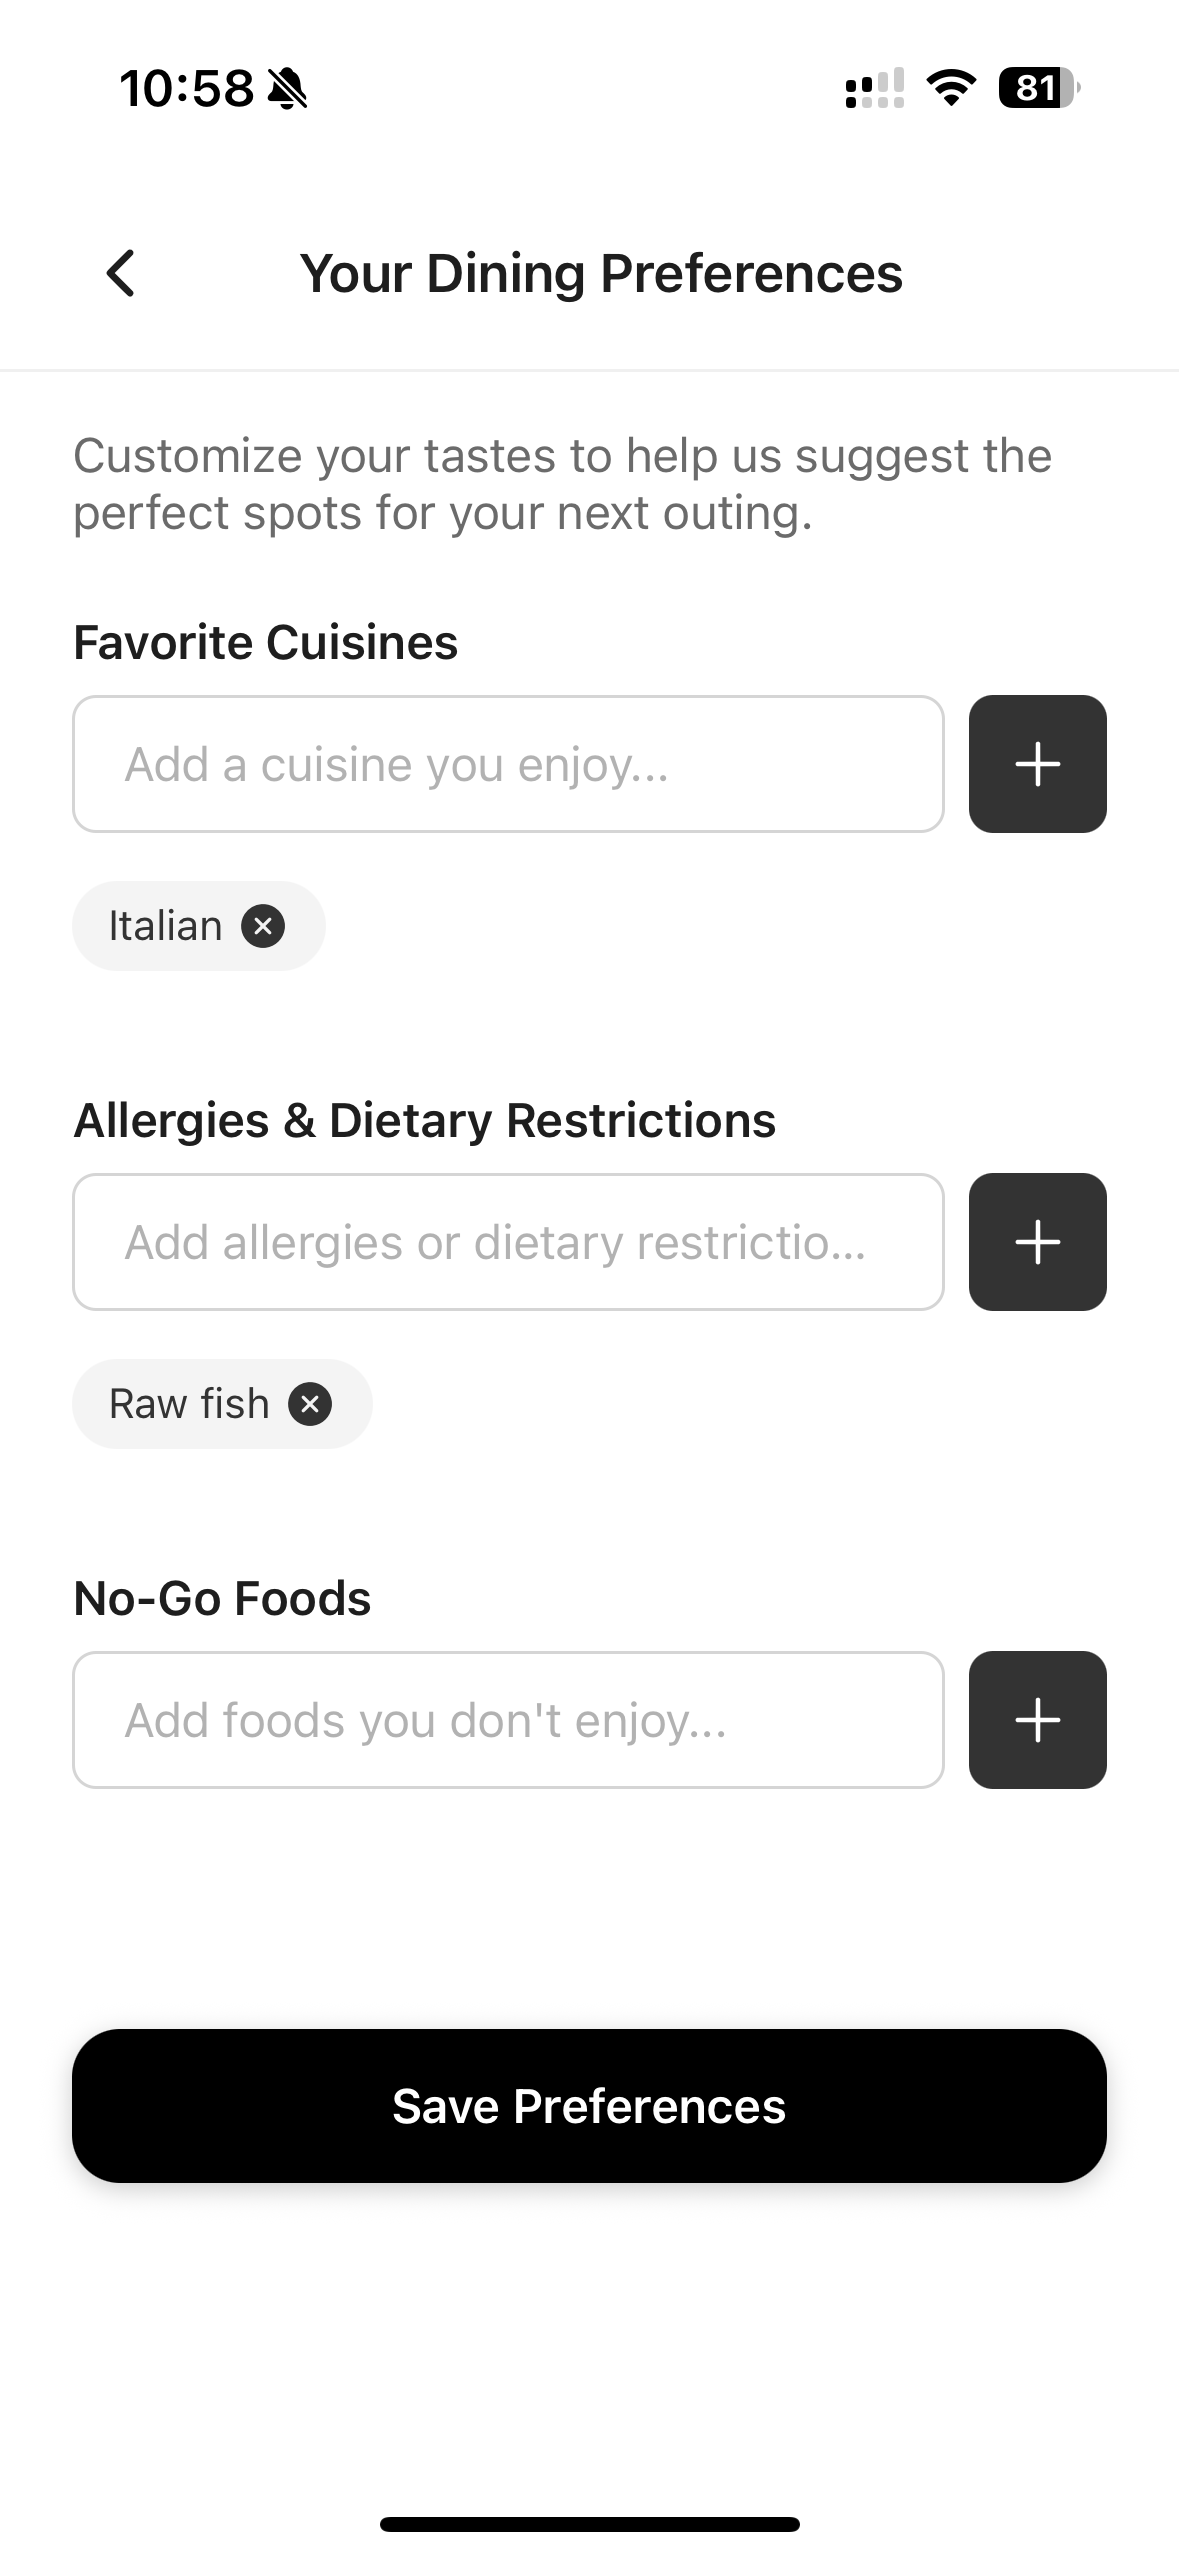 10:58
81
Your Dining Preferences
Customize your tastes to help us suggest the
perfect spots for your next outing.
Favorite Cuisines
Add a cuisine you enjoy...
Italian
Allergies & Dietary Restrictions
Add allergies or dietary restrictio...
Raw fish
No-Go Foods
Add foods you don't enjoy...
Save Preferences